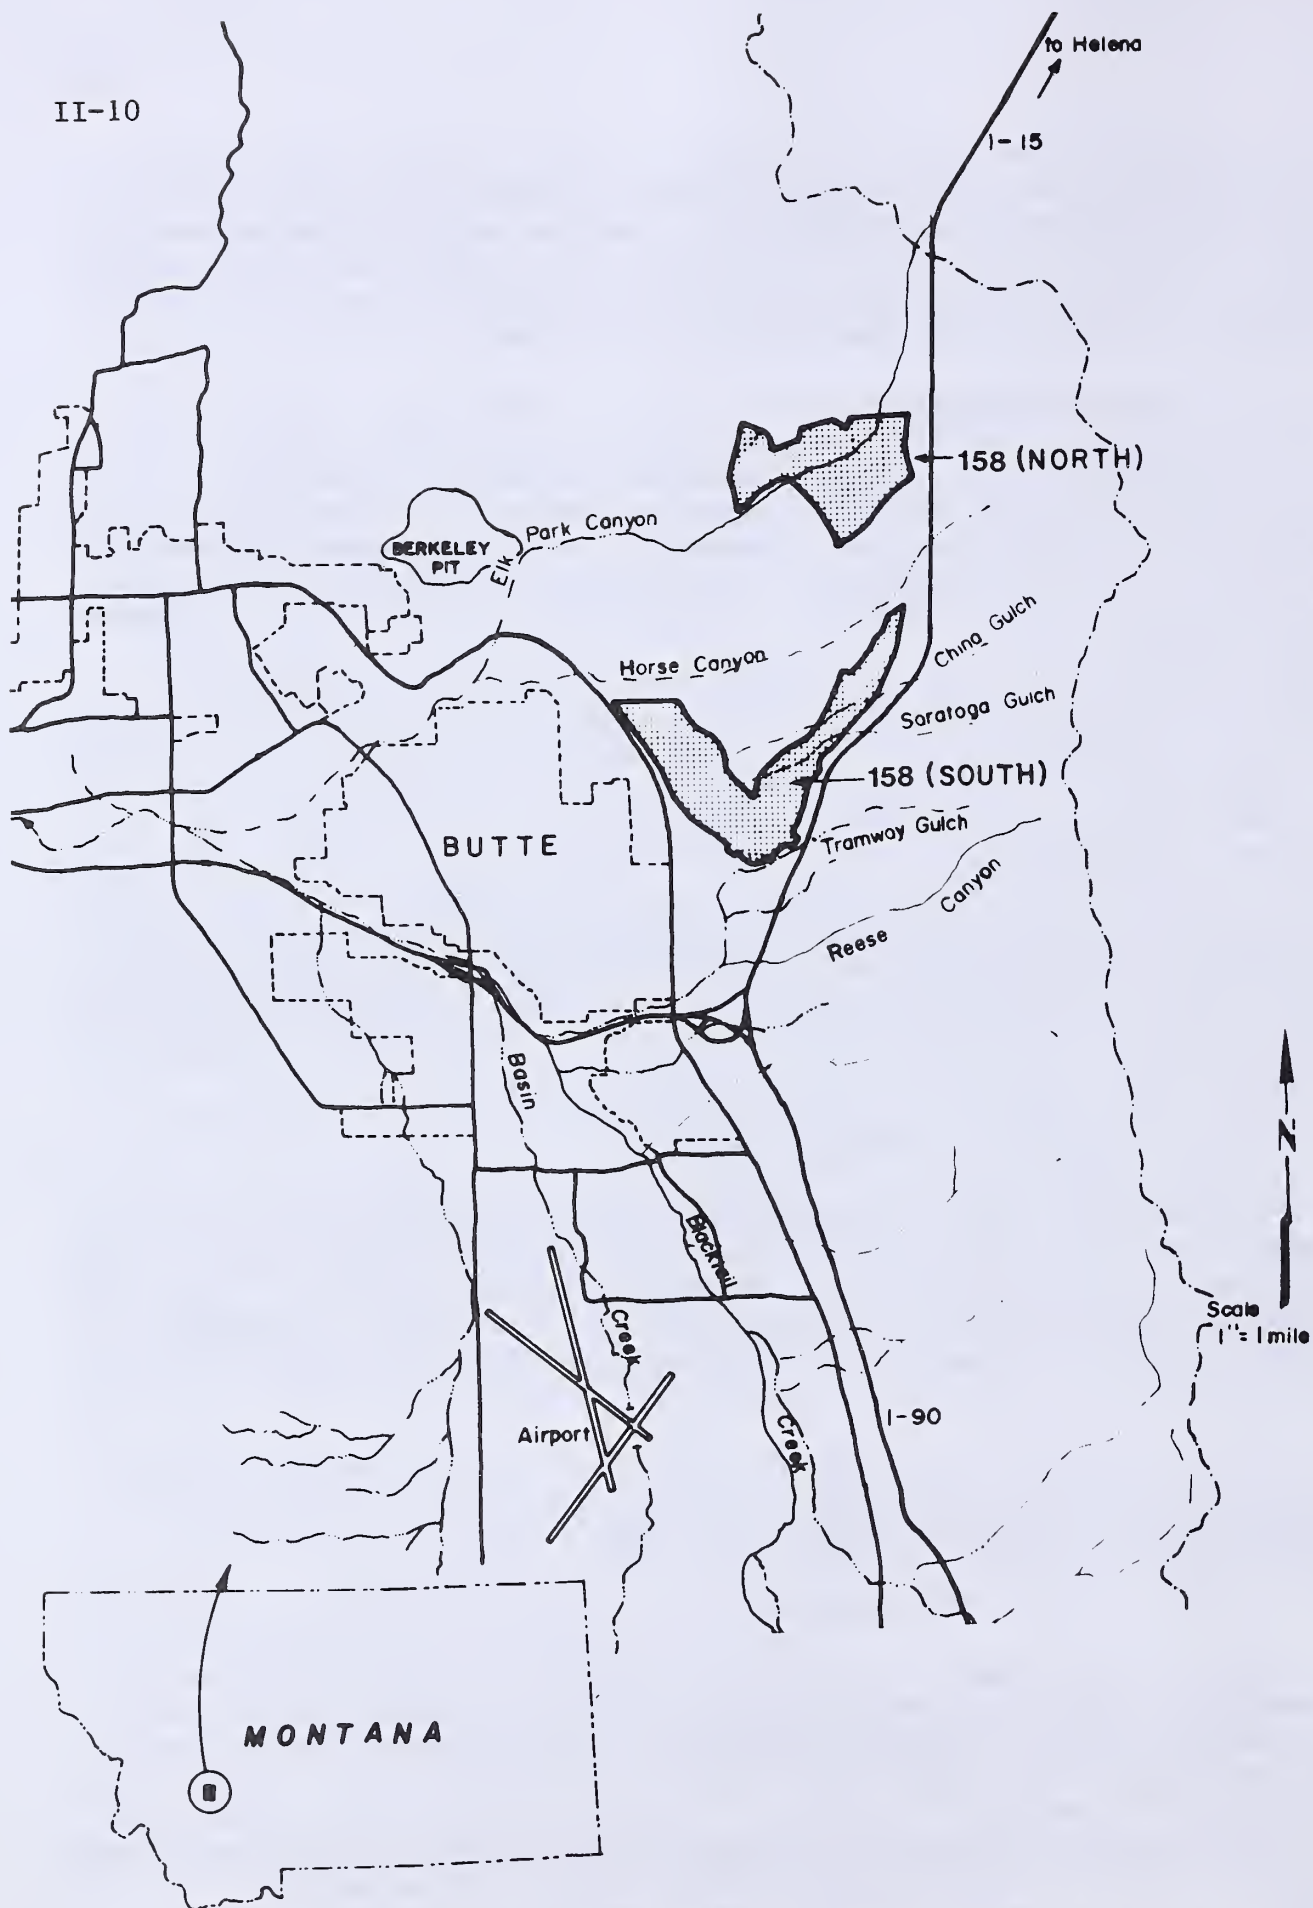 II-10
to Helena
I-15
158 (NORTH)
Elk Park Canyon
BERKELEY
PIT
Horse Canyon
China Gulch
Saratoga Gulch
158 (SOUTH)
BUTTE
Tramway Gulch
Reese Canyon
Basin Creek
N
Blacktail Creek
Scale
1"= 1 mile
Airport
I-90
MONTANA